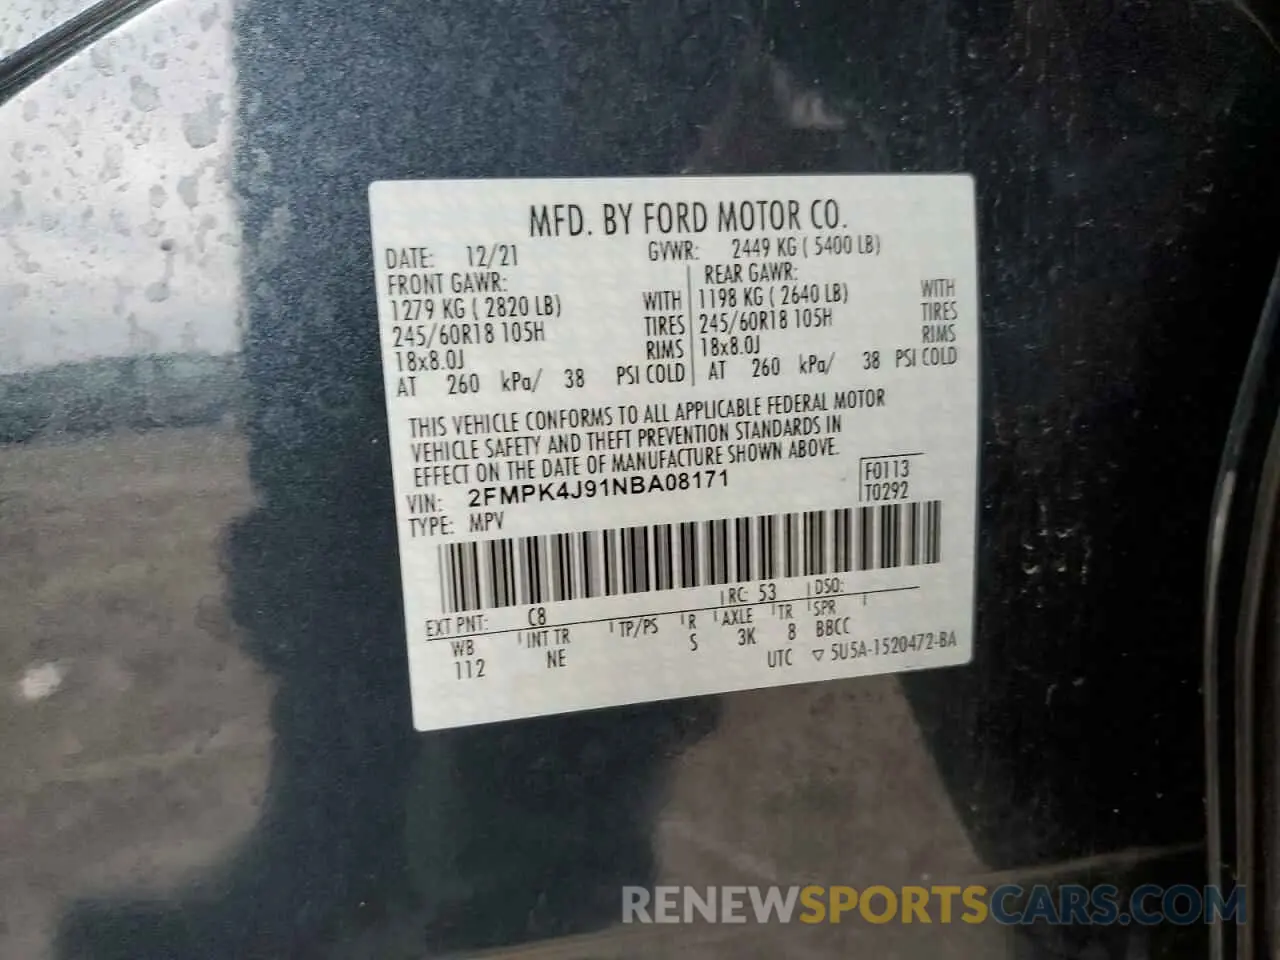 MFD. BY FORD MOTOR CO.
DATE: 12/21 GVWR: 2449 KG ( 5400 LB)
FRONT GAWR: REAR GAWR:
1279 KG ( 2820 LB) WITH 1198 KG ( 2640 LB) WITH
245/60R18 105H TIRES 245/60R18 105H TIRES
18x8.0J RIMS 18x8.0J RIMS
AT 260 kPa/ 38 PSI COLD AT 260 kPa/ 38 PSI COLD
THIS VEHICLE CONFORMS TO ALL APPLICABLE FEDERAL MOTOR
VEHICLE SAFETY AND THEFT PREVENTION STANDARDS IN
EFFECT ON THE DATE OF MANUFACTURE SHOWN ABOVE.
VIN: 2FMPK4J91NBA08171 F0113
TYPE: MPV T0292
EXT PNT: C8 RC: 53 DSO:
WB INT TR TP/PS R AXLE TR SPR
112 NE S 3K 8 BBCC
UTC ▽ 5U5A-1520472-BA
RENEWSPORTSCARS.COM